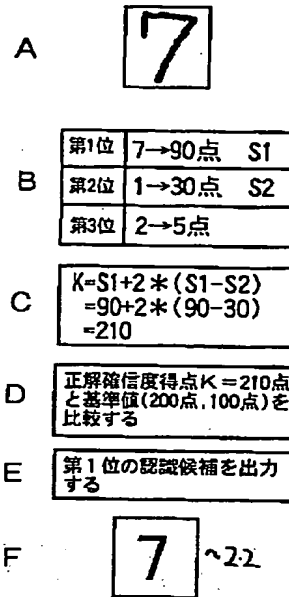 A
7
B
第1位 7→90点 S1
第2位 1→30点 S2
第3位 2→5点
C
K=S1+2*(S1-S2)
=90+2*(90-30)
=210
D
正解確信度得点K=210点
と基準値(200点,100点)を
比較する
E
第1位の認識候補を出力
する
F
7 ~2.2